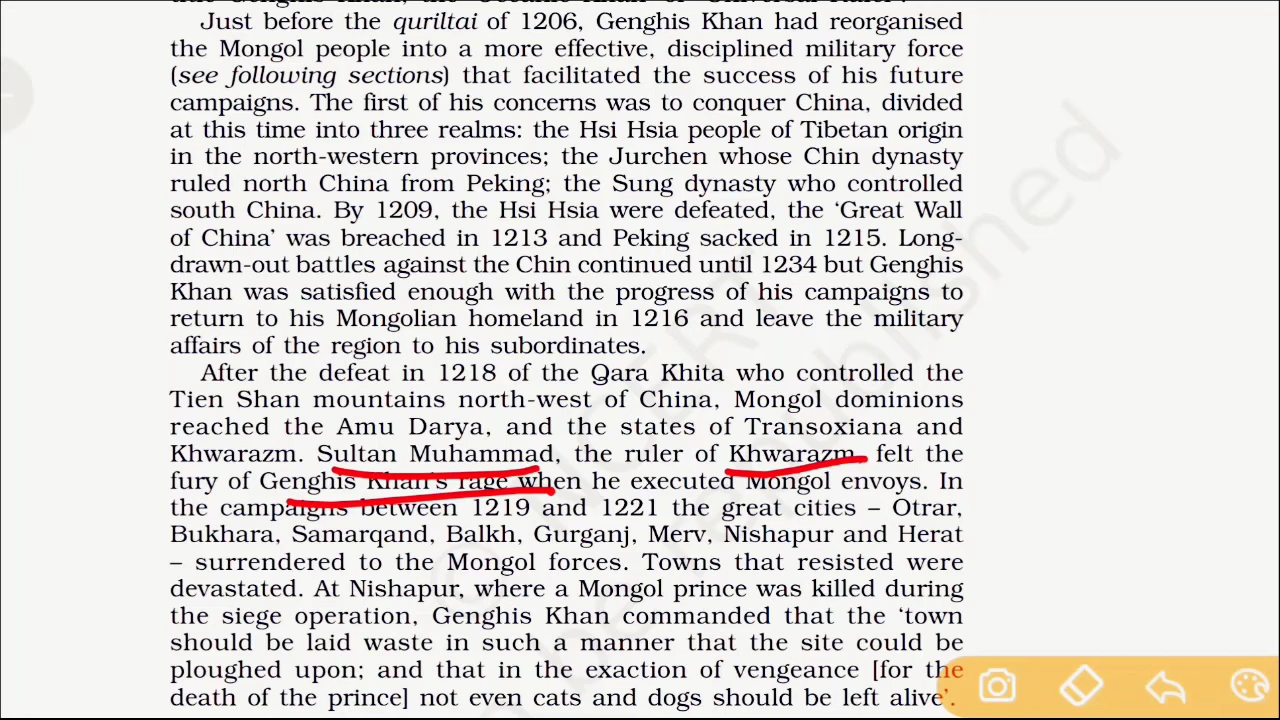 Just before the quriltai of 1206, Genghis Khan had reorganised
the Mongol people into a more effective, disciplined military force
(see following sections) that facilitated the success of his future
campaigns. The first of his concerns was to conquer China, divided
at this time into three realms: the Hsi Hsia people of Tibetan origin
in the north-western provinces; the Jurchen whose Chin dynasty
ruled north China from Peking; the Sung dynasty who controlled
south China. By 1209, the Hsi Hsia were defeated, the ‘Great Wall
of China’ was breached in 1213 and Peking sacked in 1215. Long-
drawn-out battles against the Chin continued until 1234 but Genghis
Khan was satisfied enough with the progress of his campaigns to
return to his Mongolian homeland in 1216 and leave the military
affairs of the region to his subordinates.
After the defeat in 1218 of the Qara Khita who controlled the
Tien Shan mountains north-west of China, Mongol dominions
reached the Amu Darya, and the states of Transoxiana and
Khwarazm. Sultan Muhammad, the ruler of Khwarazm, felt the
fury of Genghis Khan’s rage when he executed Mongol envoys. In
the campaigns between 1219 and 1221 the great cities – Otrar,
Bukhara, Samarqand, Balkh, Gurganj, Merv, Nishapur and Herat
– surrendered to the Mongol forces. Towns that resisted were
devastated. At Nishapur, where a Mongol prince was killed during
the siege operation, Genghis Khan commanded that the ‘town
should be laid waste in such a manner that the site could be
ploughed upon; and that in the exaction of vengeance [for the
death of the prince] not even cats and dogs should be left alive’.